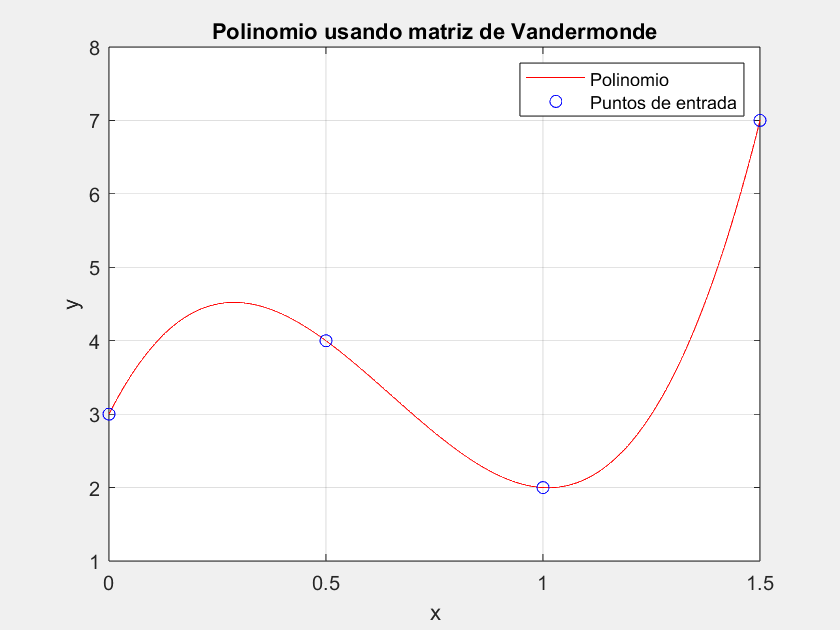 Polinomio usando matriz de Vandermonde
Polinomio
Puntos de entrada
8
7
6
5
4
3
2
1
y
0 0.5 1 1.5
x